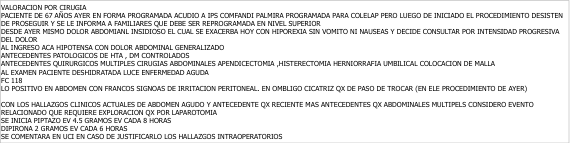 VALORACION POR CIRUGIA
PACIENTE DE 67 AÑOS AYER EN FORMA PROGRAMADA ACUDIO A IPS COMFANDI PALMIRA PROGRAMADA PARA COLELAP PERO LUEGO DE INICIADO EL PROCEDIMIENTO DESISTEN
DE PROSEGUIR Y SE LE INFORMA A FAMILIARES QUE DEBE SER REPROGRAMADA EN NIVEL SUPERIOR
DESDE AYER MISMO DOLOR ABDOMIANL INSIDIOSO EL CUAL SE EXACERBA HOY CON HIPOREXIA SIN VOMITO NI NAUSEAS Y DECIDE CONSULTAR POR INTENSIDAD PROGRESIVA
DEL DOLOR
AL INGRESO ACA HIPOTENSA CON DOLOR ABDOMINAL GENERALIZADO
ANTECEDENTES PATOLOGICOS DE HTA , DM CONTROLADOS
ANTECEDENTES QUIRURGICOS MULTIPLES CIRUGIAS ABDOMINALES APENDICECTOMIA ,HISTERECTOMIA HERNIORRAFIA UMBILICAL COLOCACION DE MALLA
AL EXAMEN PACIENTE DESHIDRATADA LUCE ENFERMEDAD AGUDA
FC 118
LO POSITIVO EN ABDOMEN CON FRANCOS SIGNOAS DE IRRITACION PERITONEAL. EN OMBLIGO CICATRIZ QX DE PASO DE TROCAR (EN ELE PROCEDIMIENTO DE AYER)
CON LOS HALLAZGOS CLINICOS ACTUALES DE ABDOMEN AGUDO Y ANTECEDENTE QX RECIENTE MAS ANTECEDENTES QX ABDOMINALES MULTIPELS CONSIDERO EVENTO
RELACIONADO QUE REQUIERE EXPLORACION QX POR LAPAROTOMIA
SE INICIA PIPTAZO EV 4.5 GRAMOS EV CADA 8 HORAS
DIPIRONA 2 GRAMOS EV CADA 6 HORAS
SE COMENTARA EN UCI EN CASO DE JUSTIFICARLO LOS HALLAZGOS INTRAOPERATORIOS